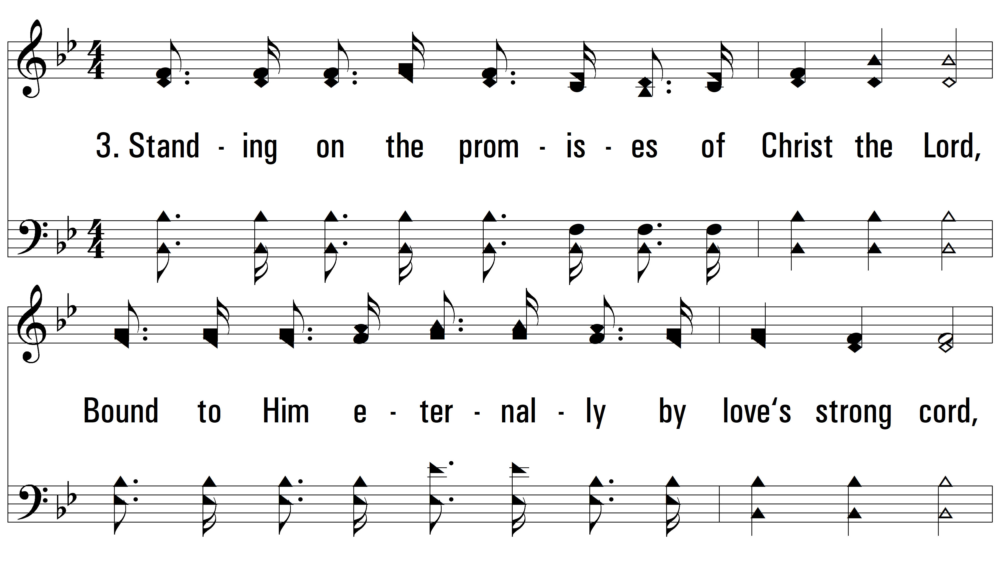 3. Stand - ing on the prom - is - es of Christ the Lord,
Bound to Him e - ter - nal - ly by love‘s strong cord,